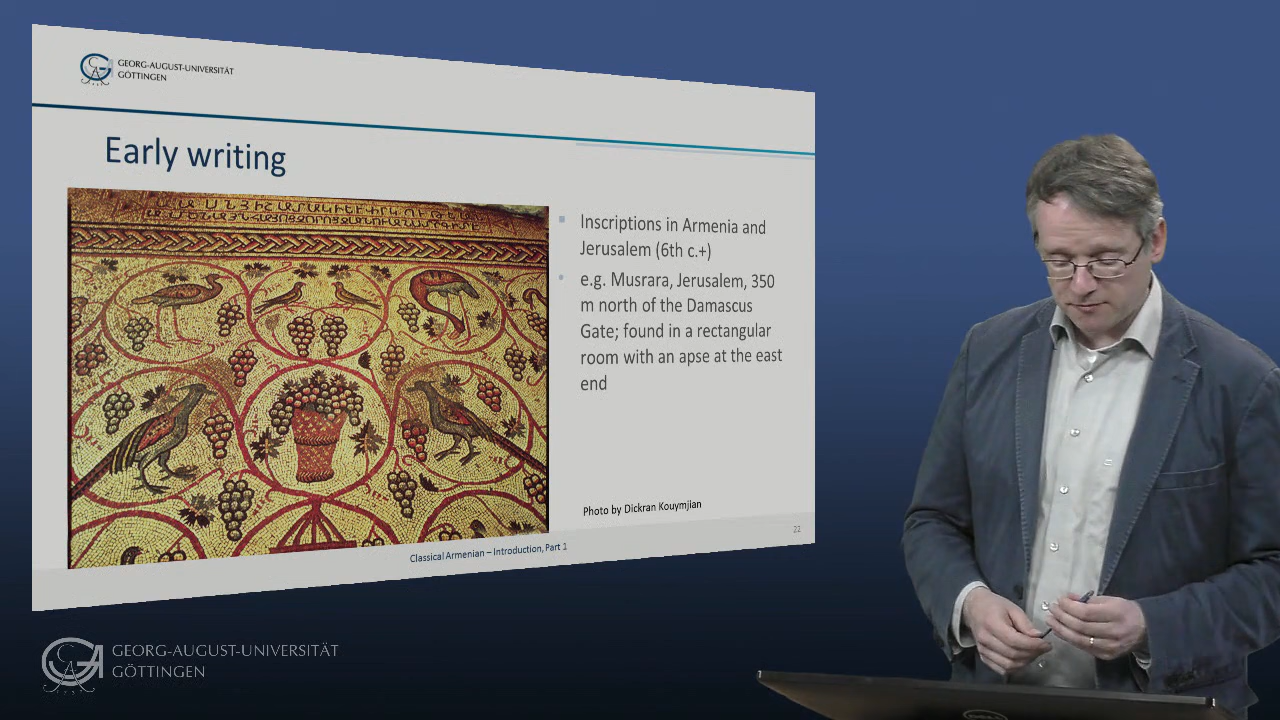 GEORG-AUGUST-UNIVERSITÄT
GÖTTINGEN
Early writing
Inscriptions in Armenia and
Jerusalem (6th c.+)
e.g. Musrara, Jerusalem, 350
m north of the Damascus
Gate; found in a rectangular
room with an apse at the east
end
Photo by Dickran Kouymjian
22
Classical Armenian – Introduction, Part 1
GEORG-AUGUST-UNIVERSITÄT
GÖTTINGEN